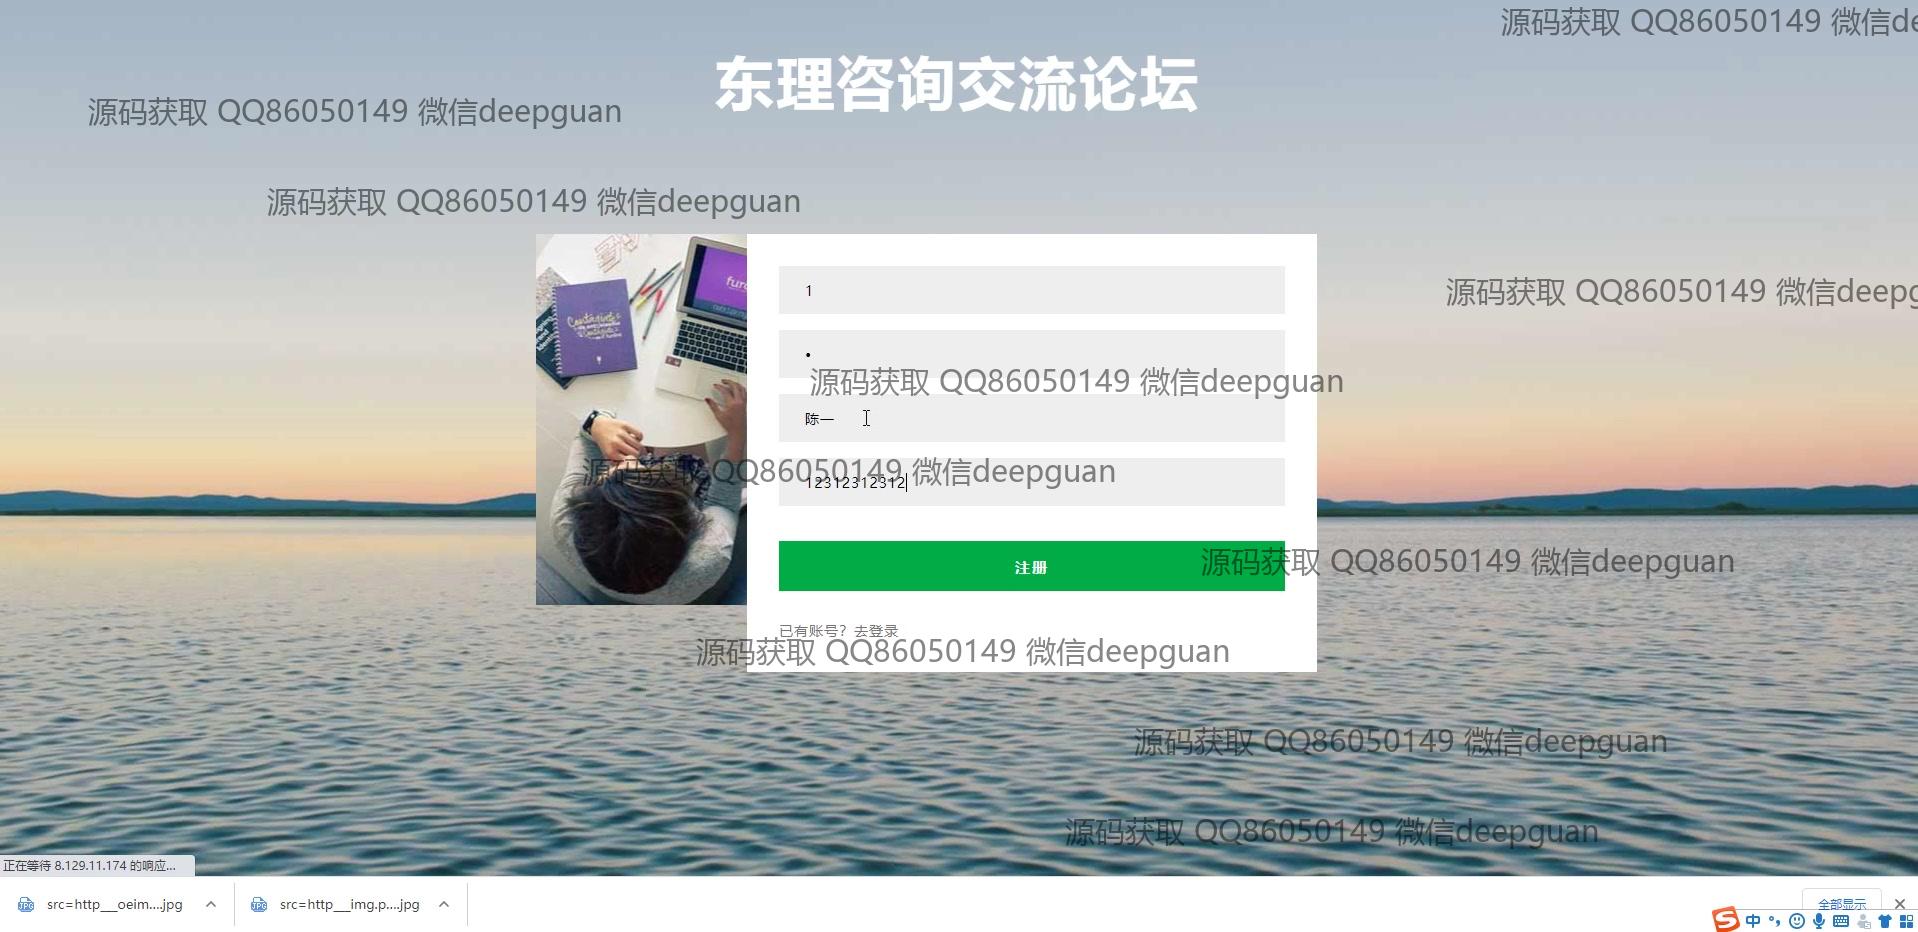 源码获取 QQ86050149 微信de
东理咨询交流论坛
源码获取 QQ86050149 微信deepguan
源码获取 QQ86050149 微信deepguan
源码获取 QQ86050149 微信deepg
1
源码获取 QQ86050149 微信deepguan
陈一
源码获取 QQ86050149 微信deepguan
12312312312
源码获取 QQ86050149 微信deepguan
注册
已有账号？去登录
源码获取 QQ86050149 微信deepguan
源码获取 QQ86050149 微信deepguan
源码获取 QQ86050149 微信deepguan
正在等待 8.129.11.174 的响应...
src=http___oeim....jpg
src=http___img.p....jpg
全部显示
中